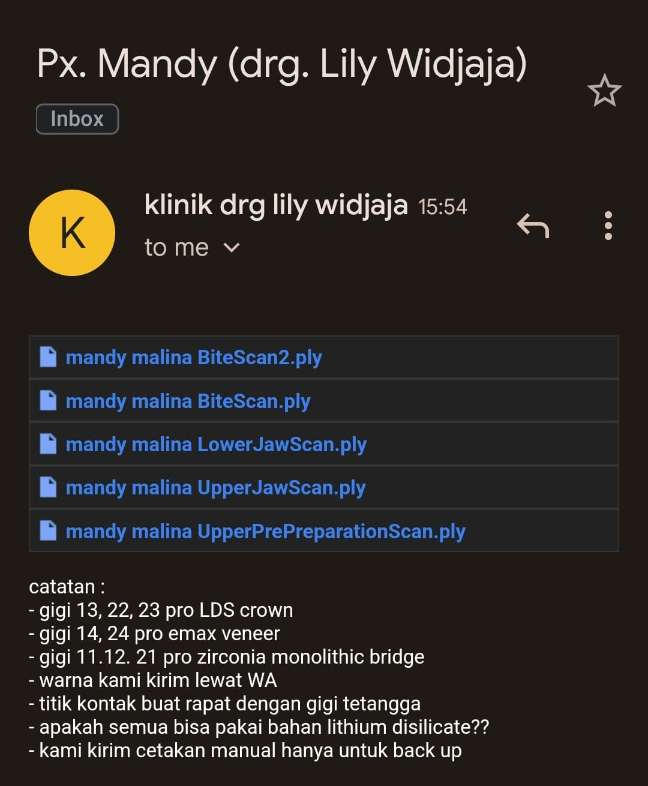 Px. Mandy (drg. Lily Widjaja)
Inbox
K
klinik drg lily widjaja 15:54
to me
mandy malina BiteScan2.ply
mandy malina BiteScan.ply
mandy malina LowerJawScan.ply
mandy malina UpperJawScan.ply
mandy malina UpperPrePreparationScan.ply
catatan :
- gigi 13, 22, 23 pro LDS crown
- gigi 14, 24 pro emax veneer
- gigi 11.12. 21 pro zirconia monolithic bridge
- warna kami kirim lewat WA
- titik kontak buat rapat dengan gigi tetangga
- apakah semua bisa pakai bahan lithium disilicate??
- kami kirim cetakan manual hanya untuk back up